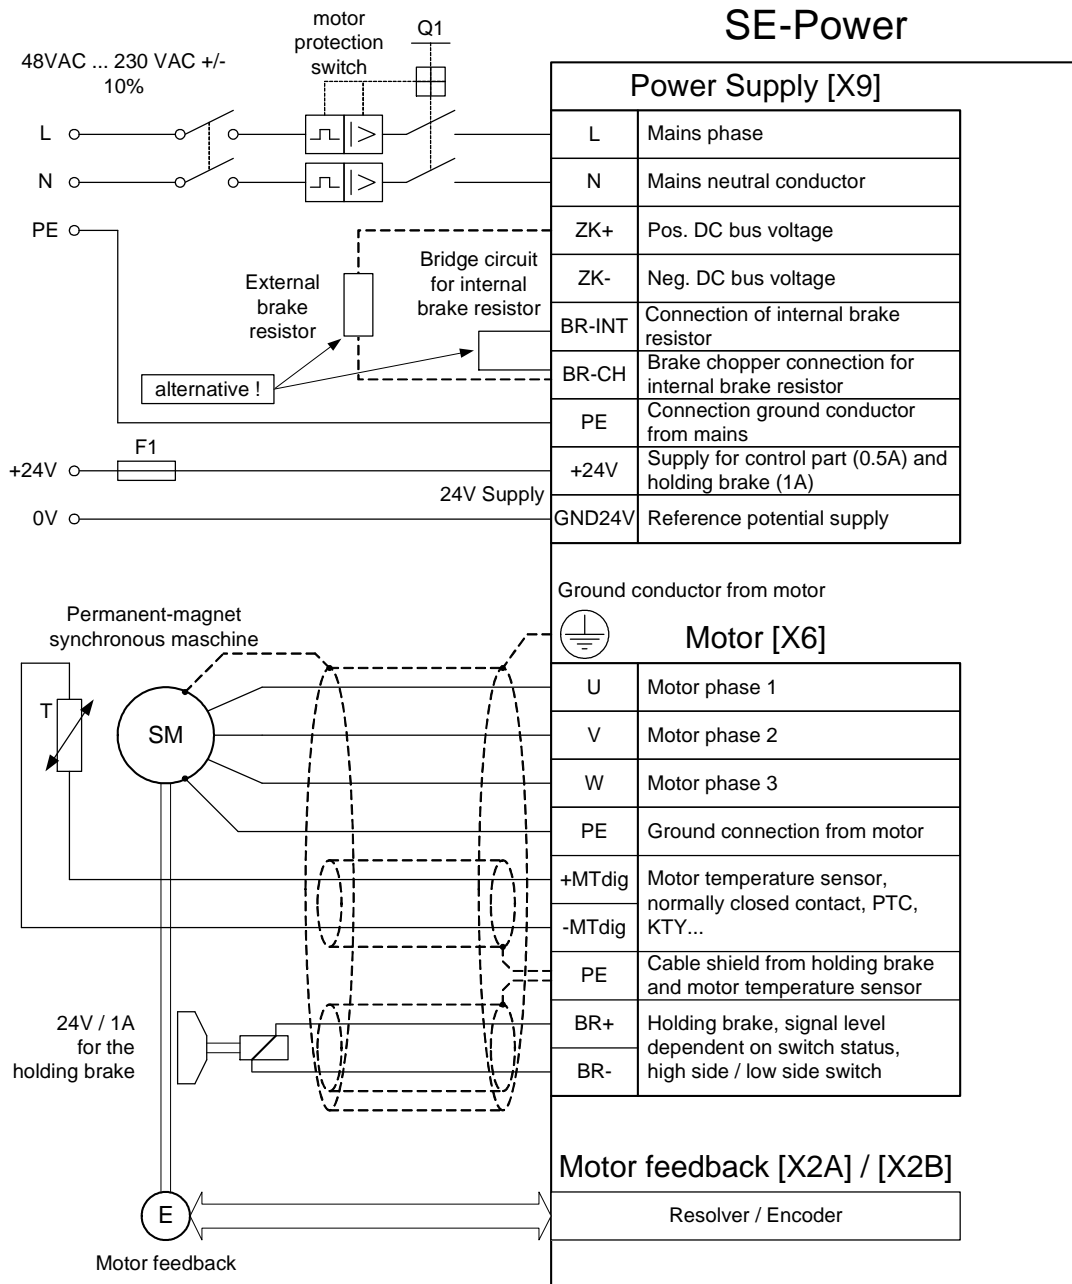 SE-Power
motor
protection
switch
Q1
48VAC ... 230 VAC +/-
10%
Power Supply [X9]
L
L
Mains phase
N
N
Mains neutral conductor
PE
ZK+
Pos. DC bus voltage
External
brake
resistor
Bridge circuit
for internal
brake resistor
ZK-
Neg. DC bus voltage
BR-INT
Connection of internal brake
resistor
alternative !
BR-CH
Brake chopper connection for
internal brake resistor
PE
Connection ground conductor
from mains
F1
+24V
+24V
Supply for control part (0.5A) and
holding brake (1A)
24V Supply
0V
GND24V
Reference potential supply
Ground conductor from motor
Permanent-magnet
synchronous maschine
Motor [X6]
T
SM
U
Motor phase 1
V
Motor phase 2
W
Motor phase 3
PE
Ground connection from motor
+MTdig
-MTdig
Motor temperature sensor,
normally closed contact, PTC,
KTY...
PE
Cable shield from holding brake
and motor temperature sensor
24V / 1A
for the
holding brake
BR+
BR-
Holding brake, signal level
dependent on switch status,
high side / low side switch
Motor feedback [X2A] / [X2B]
E
Resolver / Encoder
Motor feedback